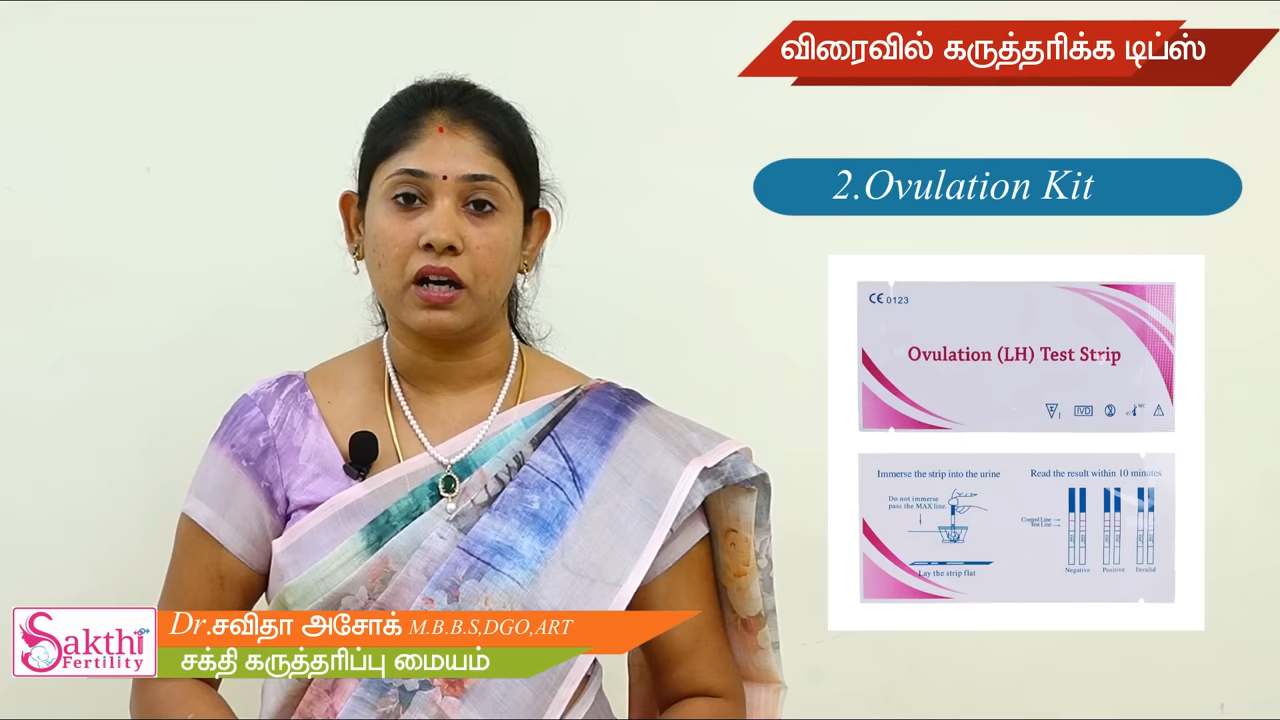 விரைவில் கருத்தரிக்க டிப்ஸ்
2.Ovulation Kit
CE 0123
Ovulation (LH) Test Strip
IVD
Immerse the strip into the urine
Do not immerse
pass the MAX line.
Lay the strip flat
Read the result within 10 minutes
Control Line
Test Line
Negative Positive Invalid
Dr.சவிதா அசோக் M.B.B.S,DGO,ART
சக்தி கருத்தரிப்பு மையம்
Sakthi
Fertility